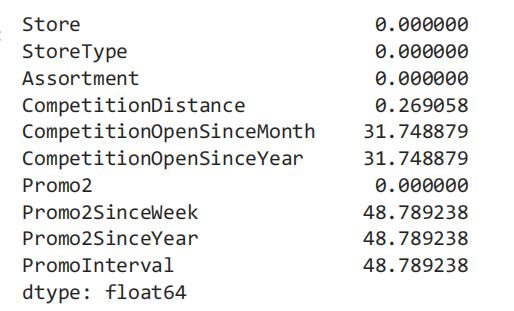 Store 0.000000
StoreType 0.000000
Assortment 0.000000
CompetitionDistance 0.269058
CompetitionOpenSinceMonth 31.748879
CompetitionOpenSinceYear 31.748879
Promo2 0.000000
Promo2SinceWeek 48.789238
Promo2SinceYear 48.789238
PromoInterval 48.789238
dtype: float64